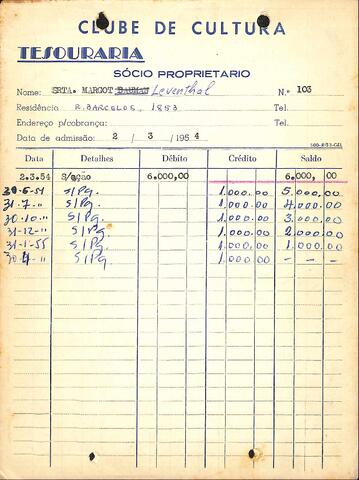 CLUBE DE CULTURA
TESOURARIA
SÓCIO PROPRIETARIO
Nome: SRTA. MARGOT Leventhal N.º 103
Residência R. BARCELOS, 1883 Tel.
Endereço p/cobrança: Tel.
Data de admissão: 2 / 3 / 1954
Data Detalhes Débito Crédito Saldo
2.3.54 S/ação 6.000,00 6.000,00
30-6-54 S/Pg. 1.000.00 5.000.00
31.7-" S/Pg. 1.000.00 4.000.00
30.10-" S/Pg. 1.000.00 3.000.00
31-12-" S/Pg. 1.000.00 2.000.00
31-1-55 S/Pg. 1.000.00 1.000.00
30-4 " S/Pg. 1.000.00 — — —